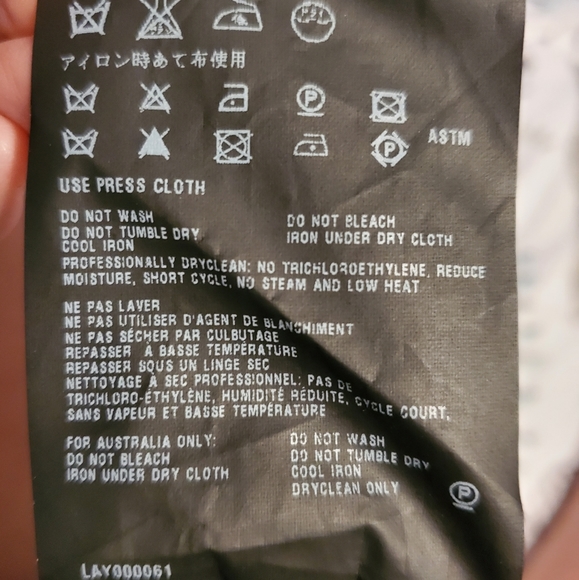 アイロン時あて布使用
ASTM
USE PRESS CLOTH
DO NOT WASH
DO NOT TUMBLE DRY
COOL IRON
DO NOT BLEACH
IRON UNDER DRY CLOTH
PROFESSIONALLY DRYCLEAN: NO TRICHLOROETHYLENE, REDUCE
MOISTURE, SHORT CYCLE, NO STEAM AND LOW HEAT
NE PAS LAVER
NE PAS UTILISER D'AGENT DE BLANCHIMENT
NE PAS SÉCHER PAR CULBUTAGE
REPASSER À BASSE TEMPÉRATURE
REPASSER SOUS UN LINGE SEC
NETTOYAGE À SEC PROFESSIONNEL: PAS DE
TRICHLORO-ÉTHYLÈNE, HUMIDITÉ RÉDUITE, CYCLE COURT,
SANS VAPEUR ET BASSE TEMPÉRATURE
FOR AUSTRALIA ONLY:
DO NOT BLEACH
IRON UNDER DRY CLOTH
DO NOT WASH
DO NOT TUMBLE DRY
COOL IRON
DRYCLEAN ONLY
P
LAY000061